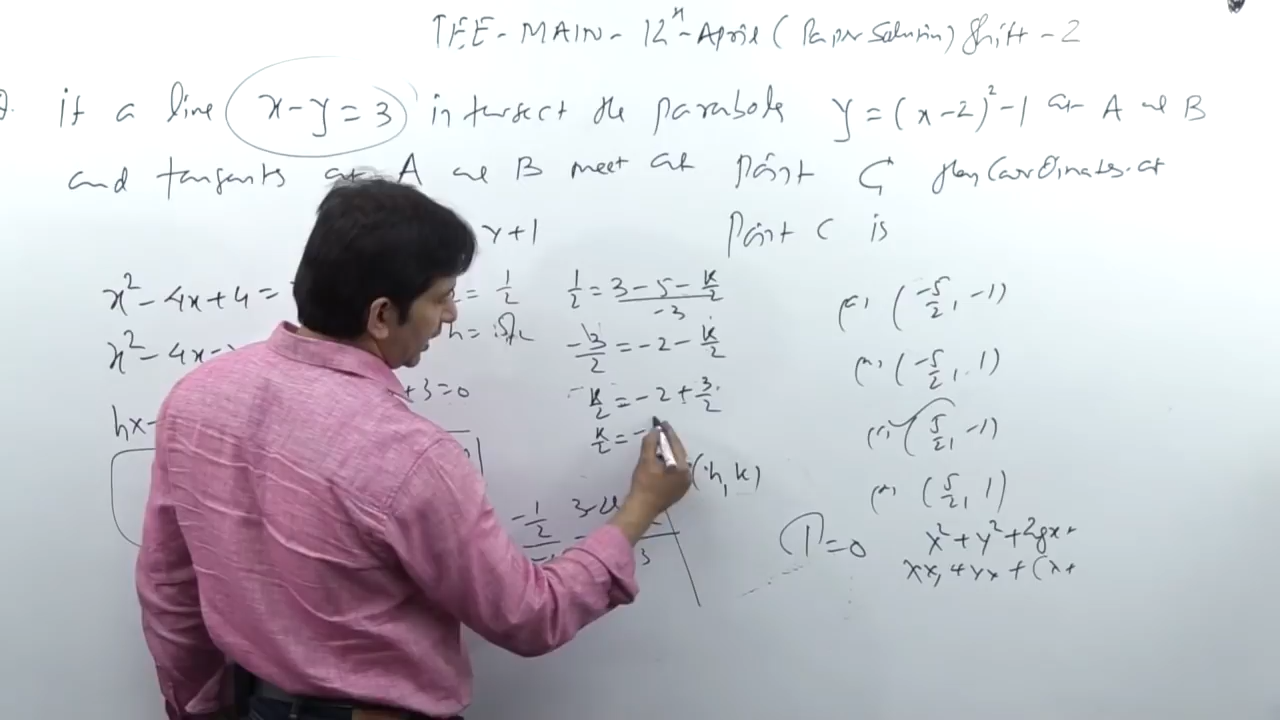 JEE - MAIN - 12th - April (Paper Solution) Shift - 2
If a line x - y = 3 intersect the parabola y = (x - 2)² - 1 at A and B
and tangents at A and B meet at point C then Coordinates of
Point C is
x² - 4x + 4 =
y + 1
x² - 4x -
+ 3 = 0
hx -
= 1/2
1/2 = (3 - 5 - k/2) / -3
-3/2 = -2 - k/2
k/2 = -2 + 3/2
k/2 = -
(h, k)
(-5/2, -1)
(-5/2, 1)
(5/2, -1)
(5/2, 1)
T = 0
x² + y² + 2gx +
xx₁ + yy₁ + (x +